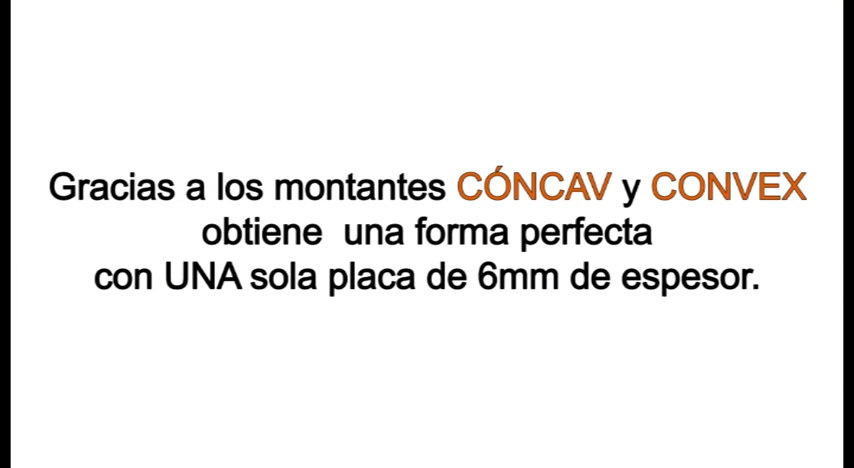 Gracias a los montantes CÓNCAV y CONVEX
obtiene  una forma perfecta
con UNA sola placa de 6mm de espesor.